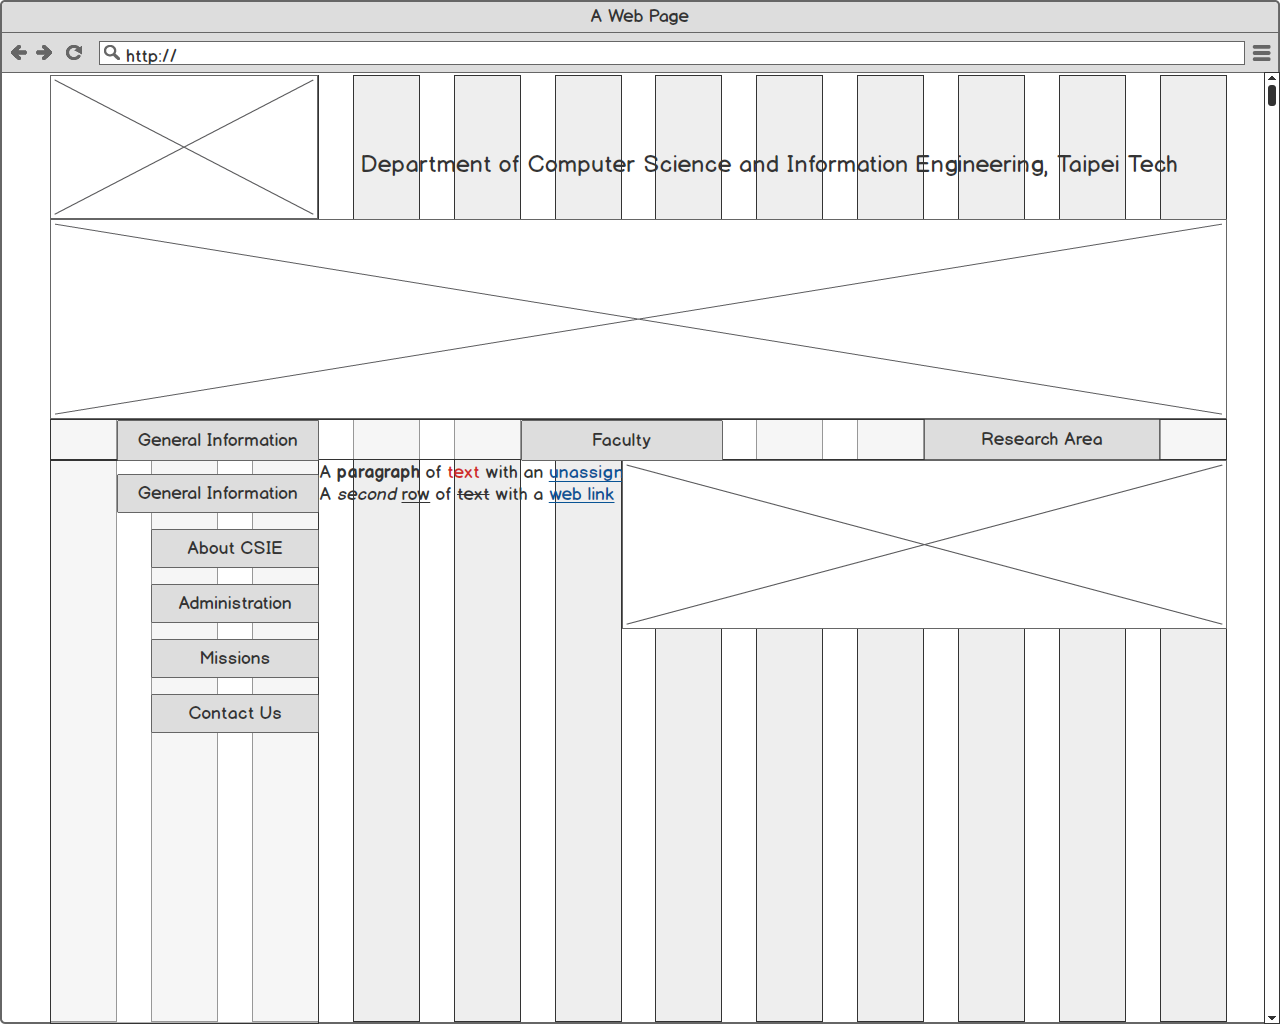 A Web Page
http://
Department of Computer Science and Information Engineering, Taipei Tech
General Information
Faculty
Research Area
A paragraph of text with an unassign
A second row of text with a web link
General Information
About CSIE
Administration
Missions
Contact Us